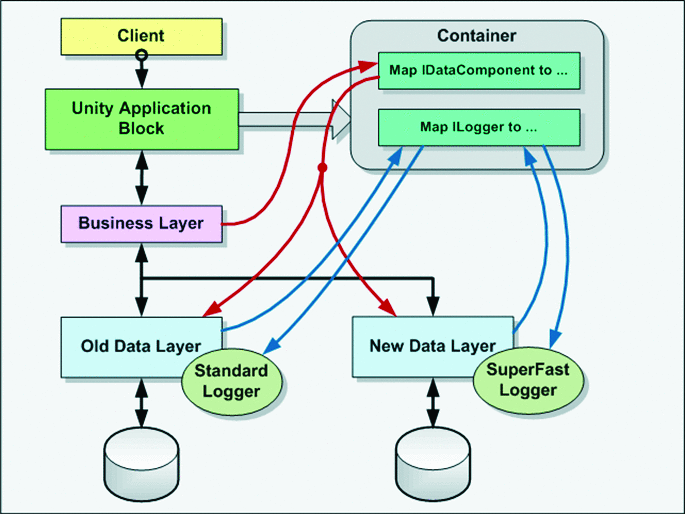 Client
Container
Map IDataComponent to ...
Unity Application
Block
Map ILogger to ...
Business Layer
Old Data Layer
New Data Layer
Standard
Logger
SuperFast
Logger